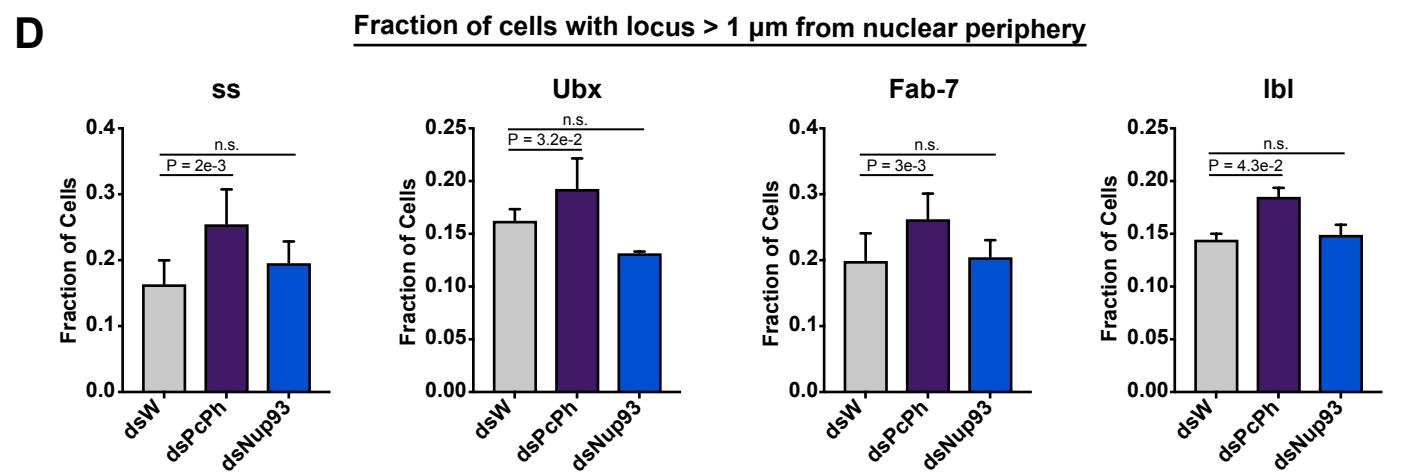 D
Fraction of cells with locus > 1 µm from nuclear periphery
ss
Fraction of Cells
0.4
0.3
0.2
0.1
0.0
n.s.
P = 2e-3
dsW
dsPcPh
dsNup93
Ubx
Fraction of Cells
0.25
0.20
0.15
0.10
0.05
0.00
n.s.
P = 3.2e-2
dsW
dsPcPh
dsNup93
Fab-7
Fraction of Cells
0.4
0.3
0.2
0.1
0.0
n.s.
P = 3e-3
dsW
dsPcPh
dsNup93
lbl
Fraction of Cells
0.25
0.20
0.15
0.10
0.05
0.00
n.s.
P = 4.3e-2
dsW
dsPcPh
dsNup93